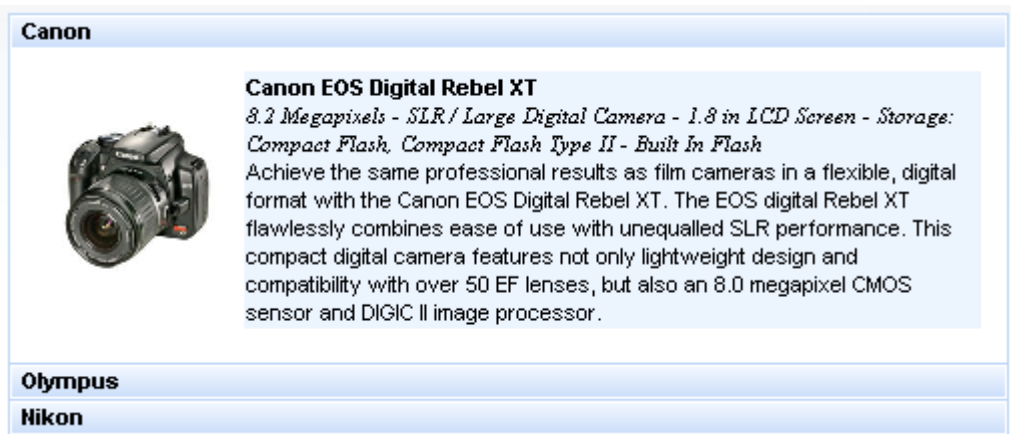 Canon
Canon EOS Digital Rebel XT
8.2 Megapixels - SLR / Large Digital Camera - 1.8 in LCD Screen - Storage:
Compact Flash, Compact Flash Type II - Built In Flash
Achieve the same professional results as film cameras in a flexible, digital
format with the Canon EOS Digital Rebel XT. The EOS digital Rebel XT
flawlessly combines ease of use with unequalled SLR performance. This
compact digital camera features not only lightweight design and
compatibility with over 50 EF lenses, but also an 8.0 megapixel CMOS
sensor and DIGIC II image processor.
Olympus
Nikon